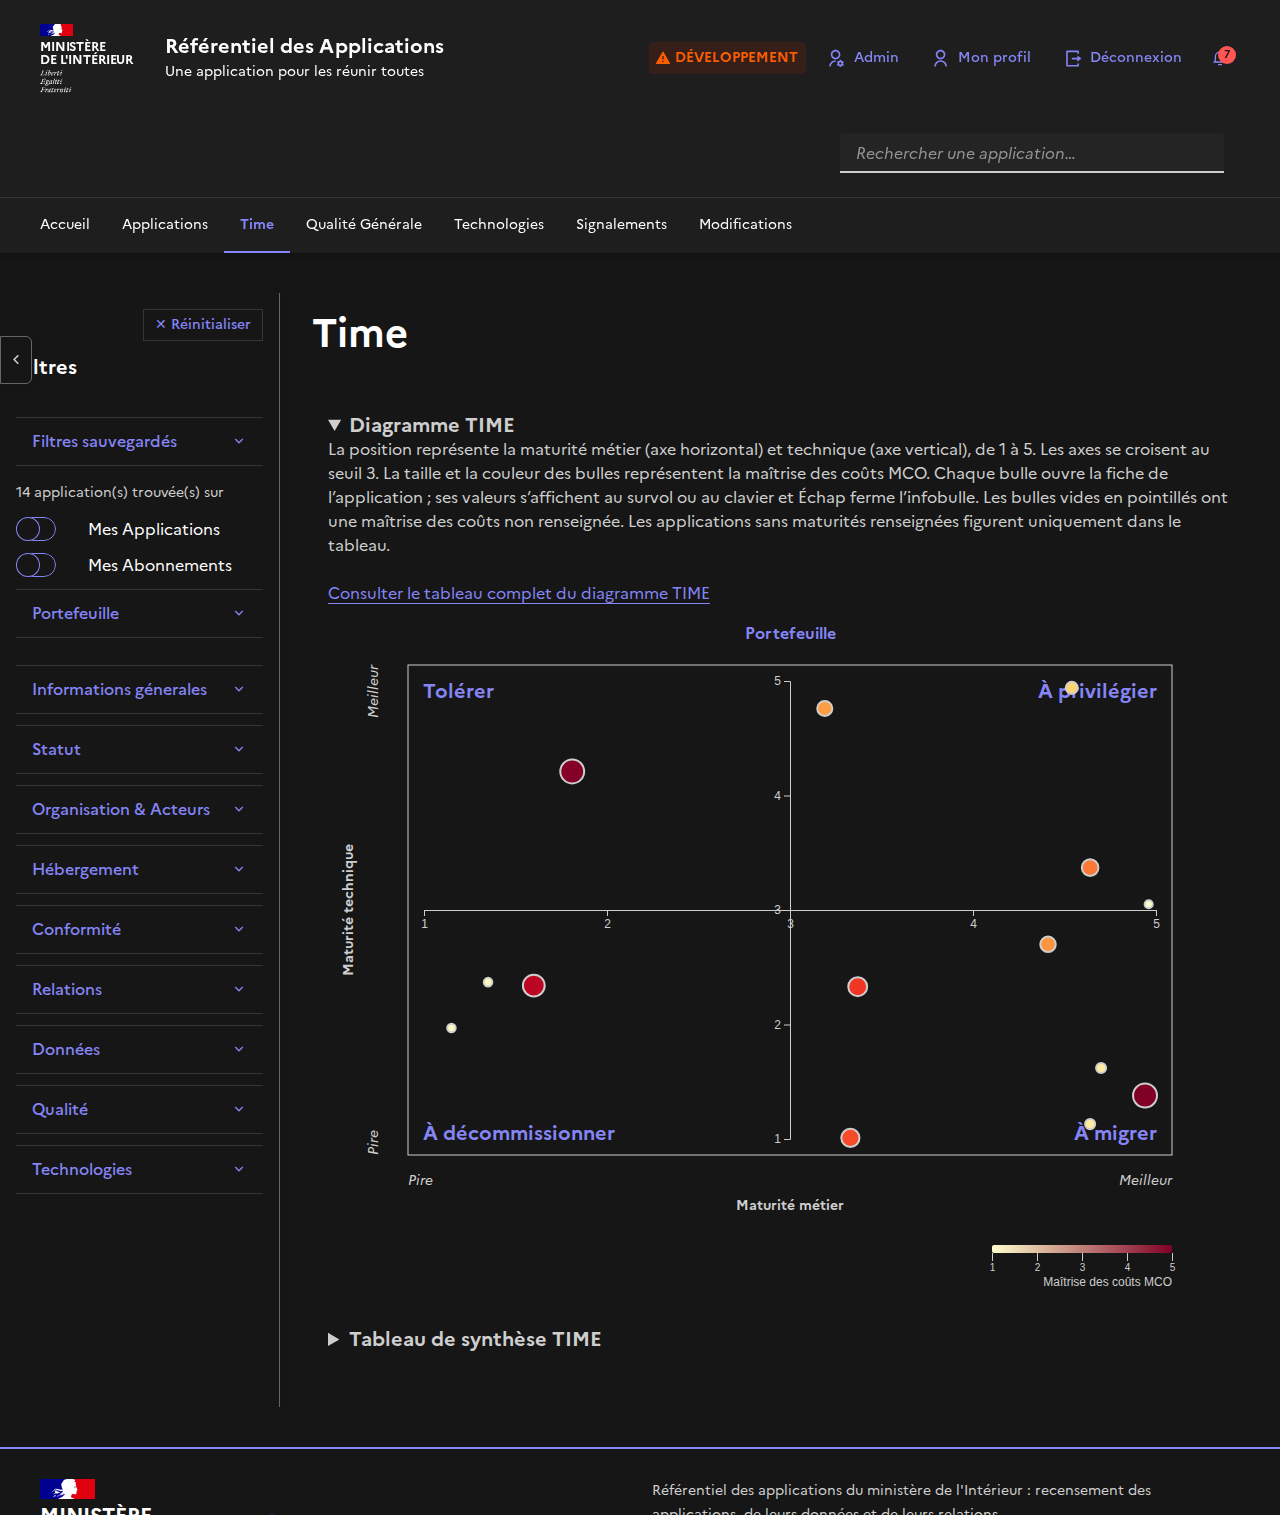 MINISTÈRE
DE L'INTÉRIEUR
Liberté
Égalité
Fraternité
Référentiel des Applications
Une application pour les réunir toutes
DÉVELOPPEMENT
Admin
Mon profil
Déconnexion
7
Rechercher une application…
Accueil
Applications
Time
Qualité Générale
Technologies
Signalements
Modifications
✕ Réinitialiser
ltres
Filtres sauvegardés
14 application(s) trouvée(s) sur
Mes Applications
Mes Abonnements
Portefeuille
Informations génerales
Statut
Organisation & Acteurs
Hébergement
Conformité
Relations
Données
Qualité
Technologies
Time
Diagramme TIME
La position représente la maturité métier (axe horizontal) et technique (axe vertical), de 1 à 5. Les axes se croisent au
seuil 3. La taille et la couleur des bulles représentent la maîtrise des coûts MCO. Chaque bulle ouvre la fiche de
l’application ; ses valeurs s’affichent au survol ou au clavier et Échap ferme l’infobulle. Les bulles vides en pointillés ont
une maîtrise des coûts non renseignée. Les applications sans maturités renseignées figurent uniquement dans le
tableau.
Consulter le tableau complet du diagramme TIME
Portefeuille
Meilleur
Tolérer
5
À privilégier
4
Maturité technique
3
1
2
3
4
5
2
1
À décommissionner
À migrer
Pire
Pire
Meilleur
Maturité métier
1
2
3
4
5
Maîtrise des coûts MCO
Tableau de synthèse TIME
MINISTÈRE
Référentiel des applications du ministère de l'Intérieur : recensement des
applications, de leurs données et de leurs relations